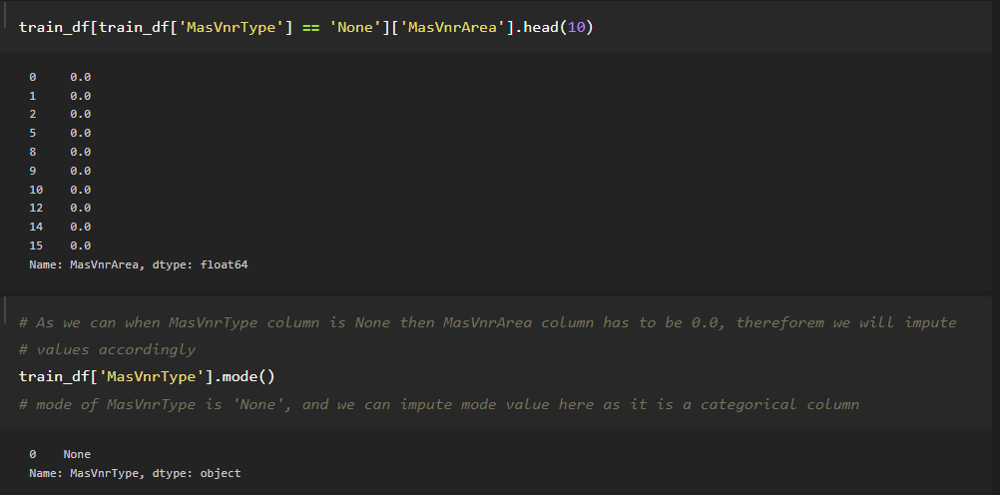 train_df[train_df['MasVnrType'] == 'None']['MasVnrArea'].head(10)
0 0.0
1 0.0
2 0.0
5 0.0
8 0.0
9 0.0
10 0.0
12 0.0
14 0.0
15 0.0
Name: MasVnrArea, dtype: float64
# As we can when MasVnrType column is None then MasVnrArea column has to be 0.0, thereforem we will impute
# values accordingly
train_df['MasVnrType'].mode()
# mode of MasVnrType is 'None', and we can impute mode value here as it is a categorical column
0 None
Name: MasVnrType, dtype: object